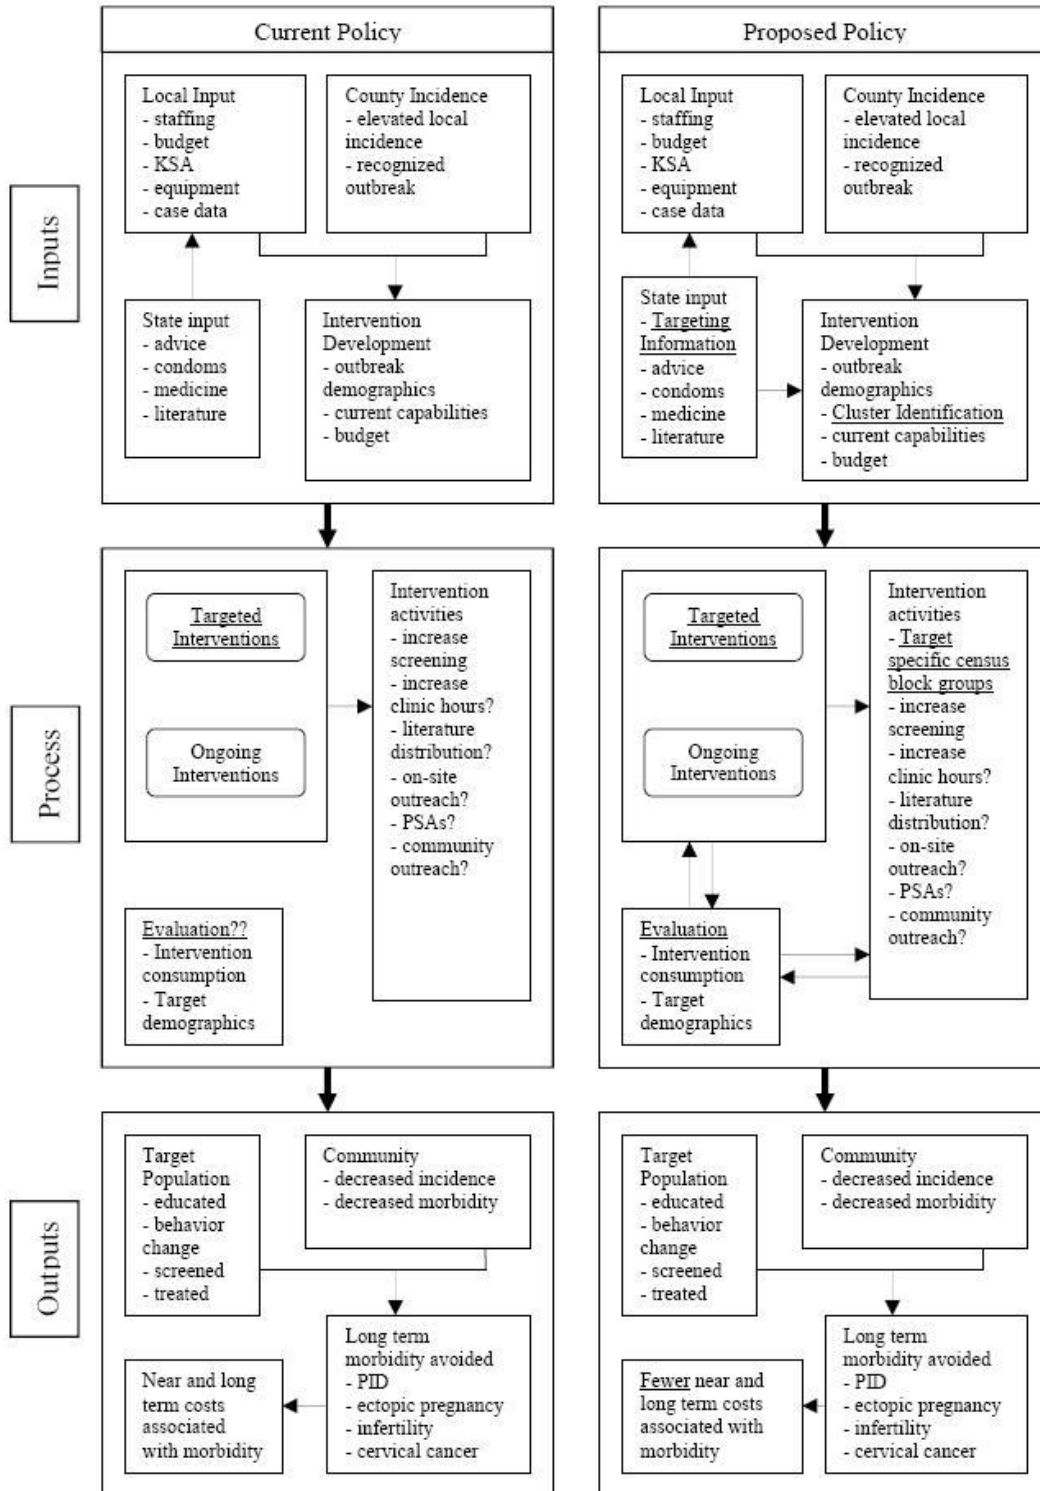 Current Policy
Local Input
- staffing
- budget
- KSA
- equipment
- case data
County Incidence
- elevated local
incidence
- recognized
outbreak
State input
- advice
- condoms
- medicine
- literature
Intervention
Development
- outbreak
demographics
- current capabilities
- budget
Proposed Policy
Local Input
- staffing
- budget
- KSA
- equipment
- case data
County Incidence
- elevated local
incidence
- recognized
outbreak
State input
- Targeting
Information
- advice
- condoms
- medicine
- literature
Intervention
Development
- outbreak
demographics
- Cluster Identification
- current capabilities
- budget
Inputs
Targeted
Interventions
Ongoing
Interventions
Intervention
activities
- increase
screening
- increase
clinic hours?
- literature
distribution?
- on-site
outreach?
- PSAs?
- community
outreach?
Evaluation??
- Intervention
consumption
- Target
demographics
Targeted
Interventions
Ongoing
Interventions
Intervention
activities
- Target
specific census
block groups
- increase
screening
- increase
clinic hours?
- literature
distribution?
- on-site
outreach?
- PSAs?
- community
outreach?
Evaluation
- Intervention
consumption
- Target
demographics
Process
Target
Population
- educated
- behavior
change
- screened
- treated
Community
- decreased incidence
- decreased morbidity
Near and long
term costs
associated
with morbidity
Long term
morbidity avoided
- PID
- ectopic pregnancy
- infertility
- cervical cancer
Target
Population
- educated
- behavior
change
- screened
- treated
Community
- decreased incidence
- decreased morbidity
Fewer near and
long term costs
associated with
morbidity
Long term
morbidity avoided
- PID
- ectopic pregnancy
- infertility
- cervical cancer
Outputs